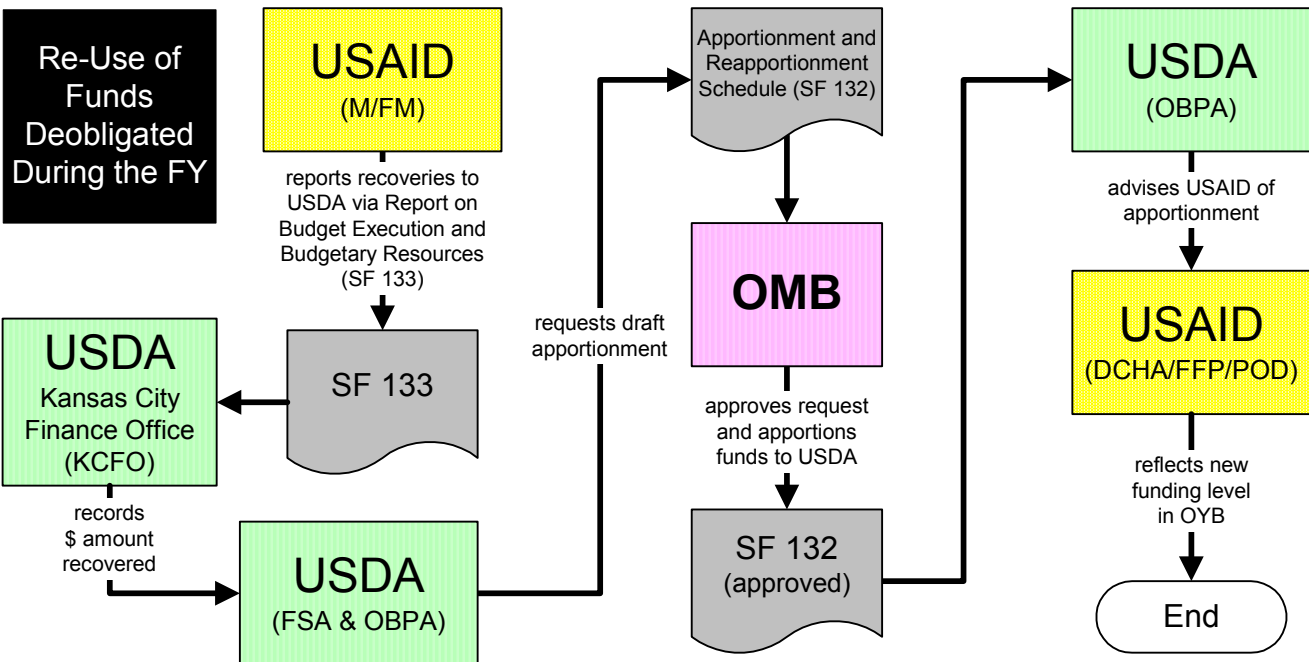 Re-Use of
Funds
Deobligated
During the FY
USAID
(M/FM)
reports recoveries to
USDA via Report on
Budget Execution and
Budgetary Resources
(SF 133)
SF 133
USDA
Kansas City
Finance Office
(KCFO)
records
$ amount
recovered
USDA
(FSA & OBPA)
requests draft
apportionment
Apportionment and
Reapportionment
Schedule (SF 132)
OMB
approves request
and apportions
funds to USDA
SF 132
(approved)
USDA
(OBPA)
advises USAID of
apportionment
USAID
(DCHA/FFP/POD)
reflects new
funding level
in OYB
End